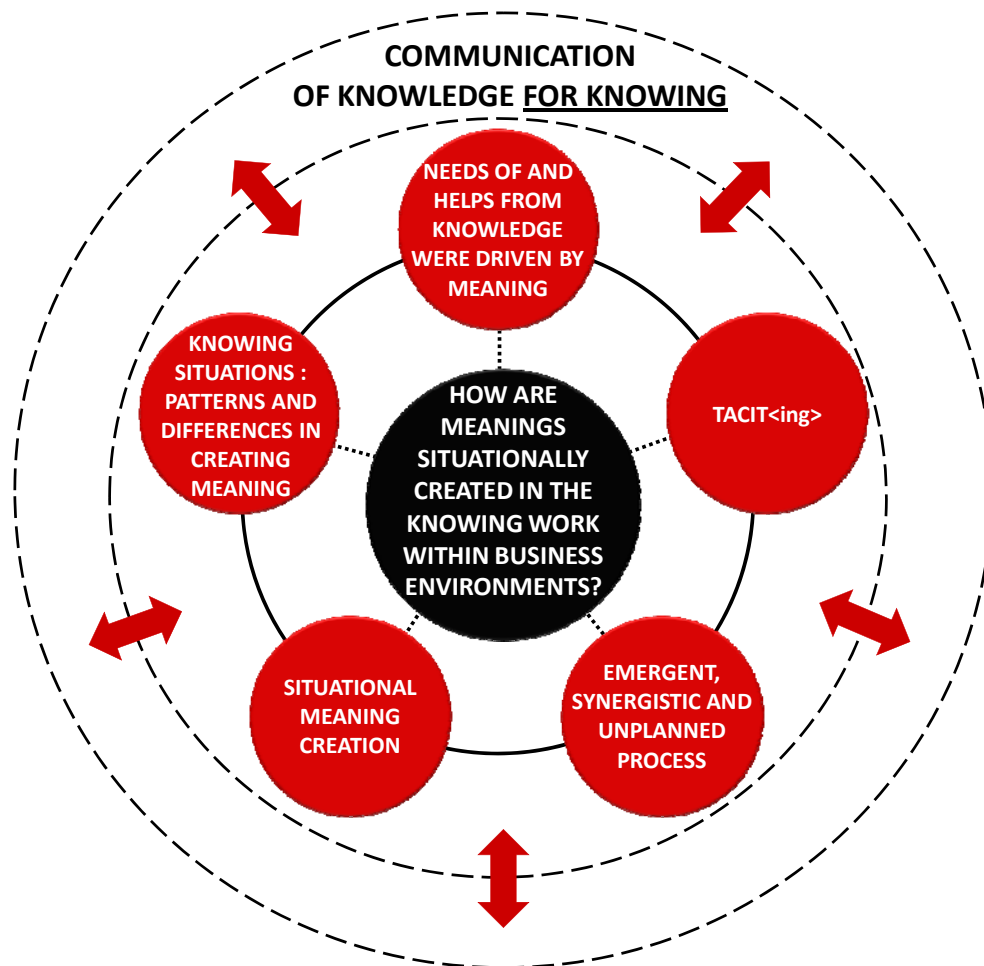 COMMUNICATION
OF KNOWLEDGE FOR KNOWING
NEEDS OF AND
HELPS FROM
KNOWLEDGE
WERE DRIVEN BY
MEANING
KNOWING
SITUATIONS :
PATTERNS AND
DIFFERENCES IN
CREATING
MEANING
TACIT<ing>
HOW ARE
MEANINGS
SITUATIONALLY
CREATED IN THE
KNOWING WORK
WITHIN BUSINESS
ENVIRONMENTS?
SITUATIONAL
MEANING
CREATION
EMERGENT,
SYNERGISTIC AND
UNPLANNED
PROCESS